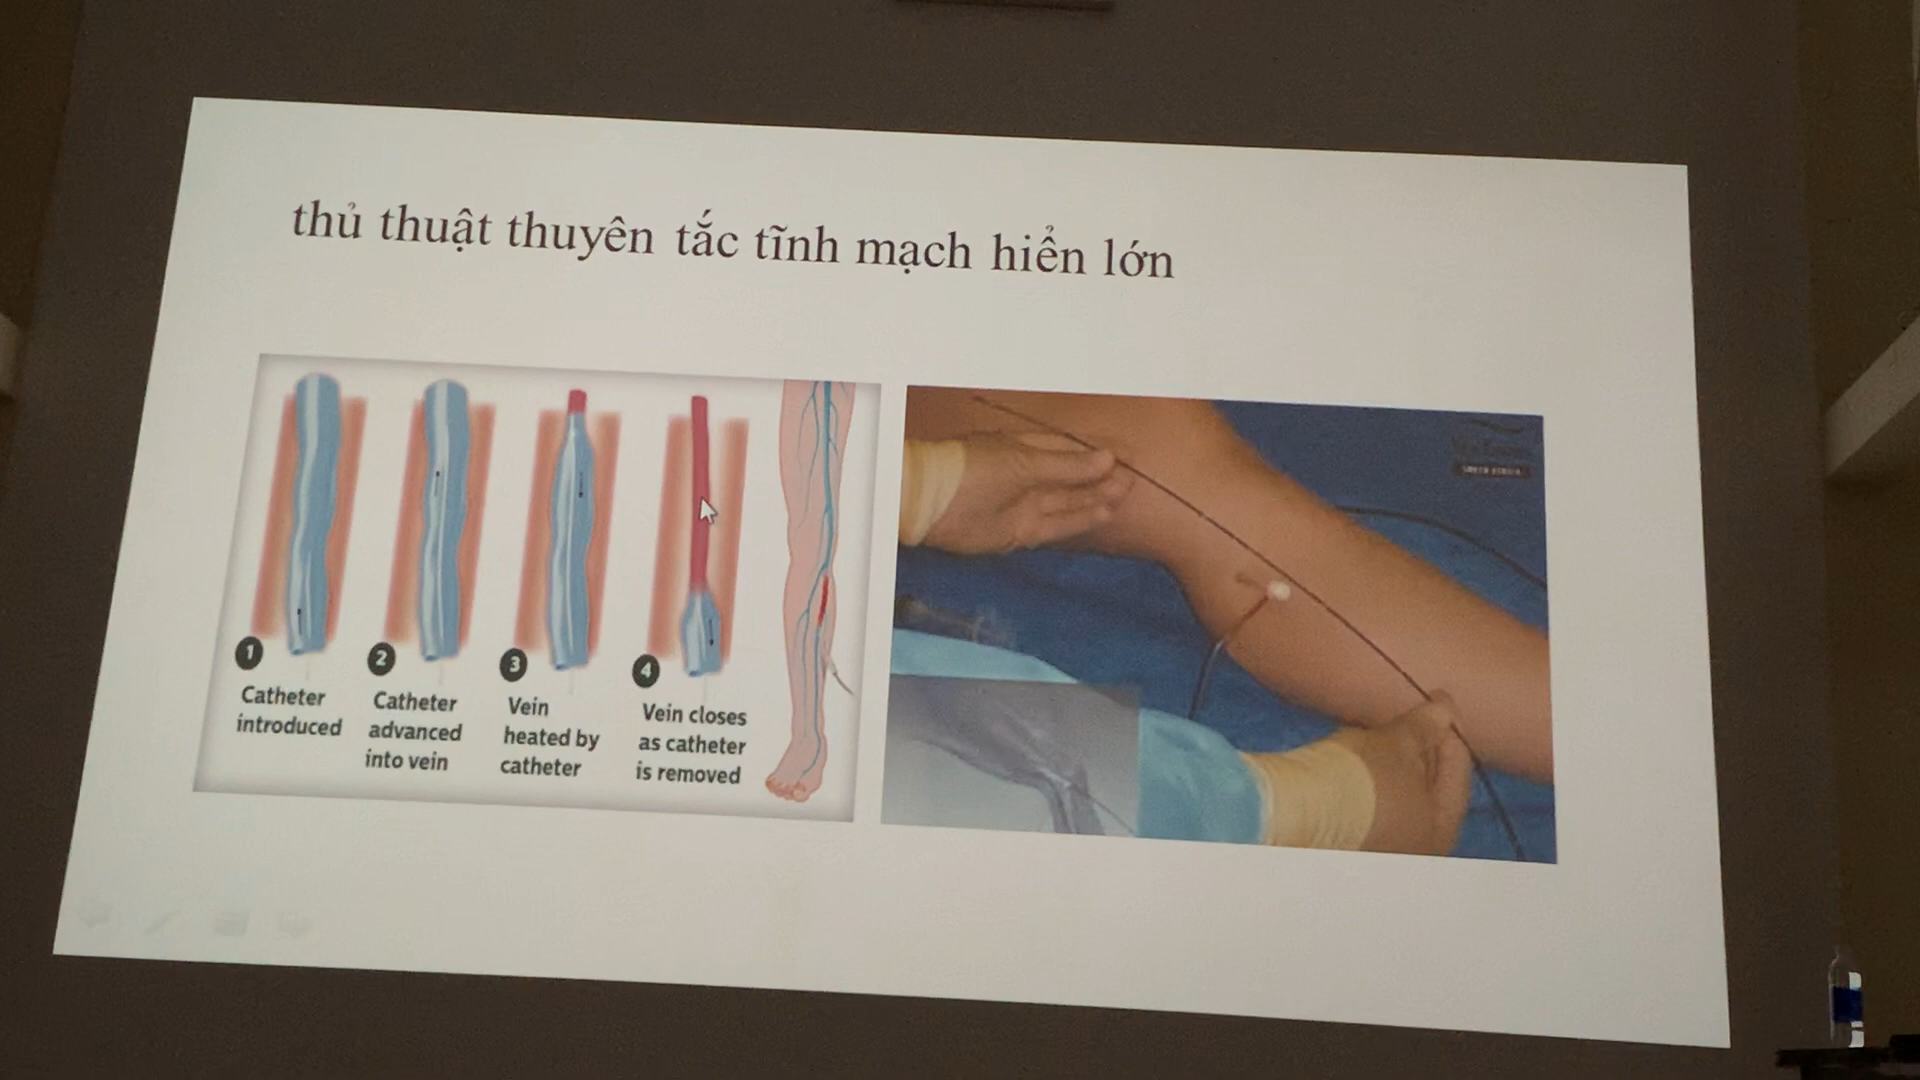 thủ thuật thuyên tắc tĩnh mạch hiển lớn
1
Catheter
introduced
2
Catheter
advanced
into vein
3
Vein
heated by
catheter
4
Vein closes
as catheter
is removed